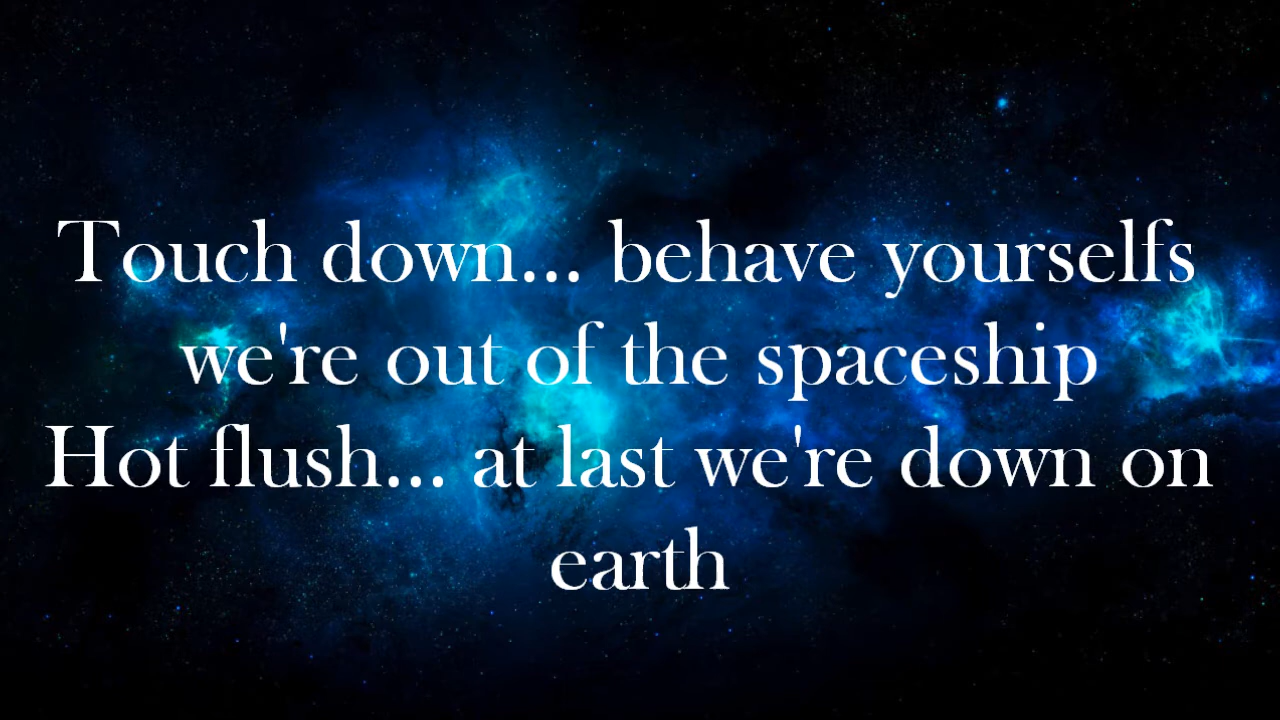 Touch down... behave yourselfs
we're out of the spaceship
Hot flush... at last we're down on
earth